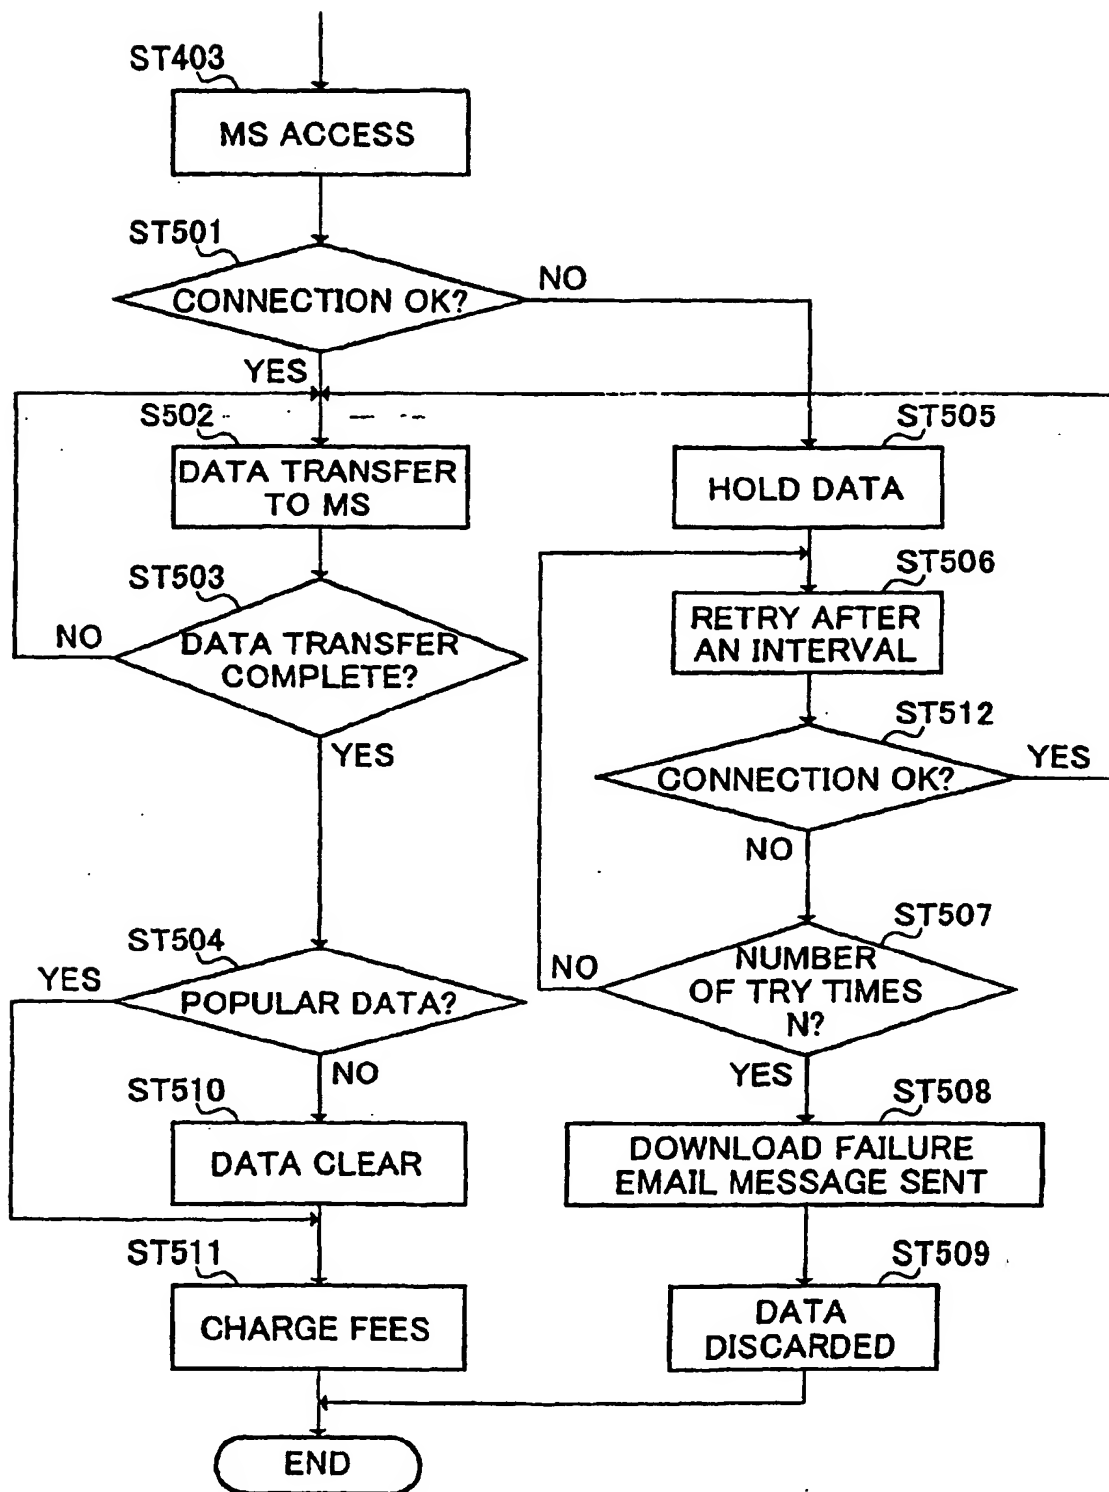 ST403
MS ACCESS
ST501
CONNECTION OK?
NO
YES
S502
DATA TRANSFER
TO MS
ST503
NO
DATA TRANSFER
COMPLETE?
YES
ST504
YES
POPULAR DATA?
NO
ST510
DATA CLEAR
ST511
CHARGE FEES
END
ST505
HOLD DATA
ST506
RETRY AFTER
AN INTERVAL
ST512
CONNECTION OK?
YES
NO
ST507
NO
NUMBER
OF TRY TIMES
N?
YES
ST508
DOWNLOAD FAILURE
EMAIL MESSAGE SENT
ST509
DATA
DISCARDED